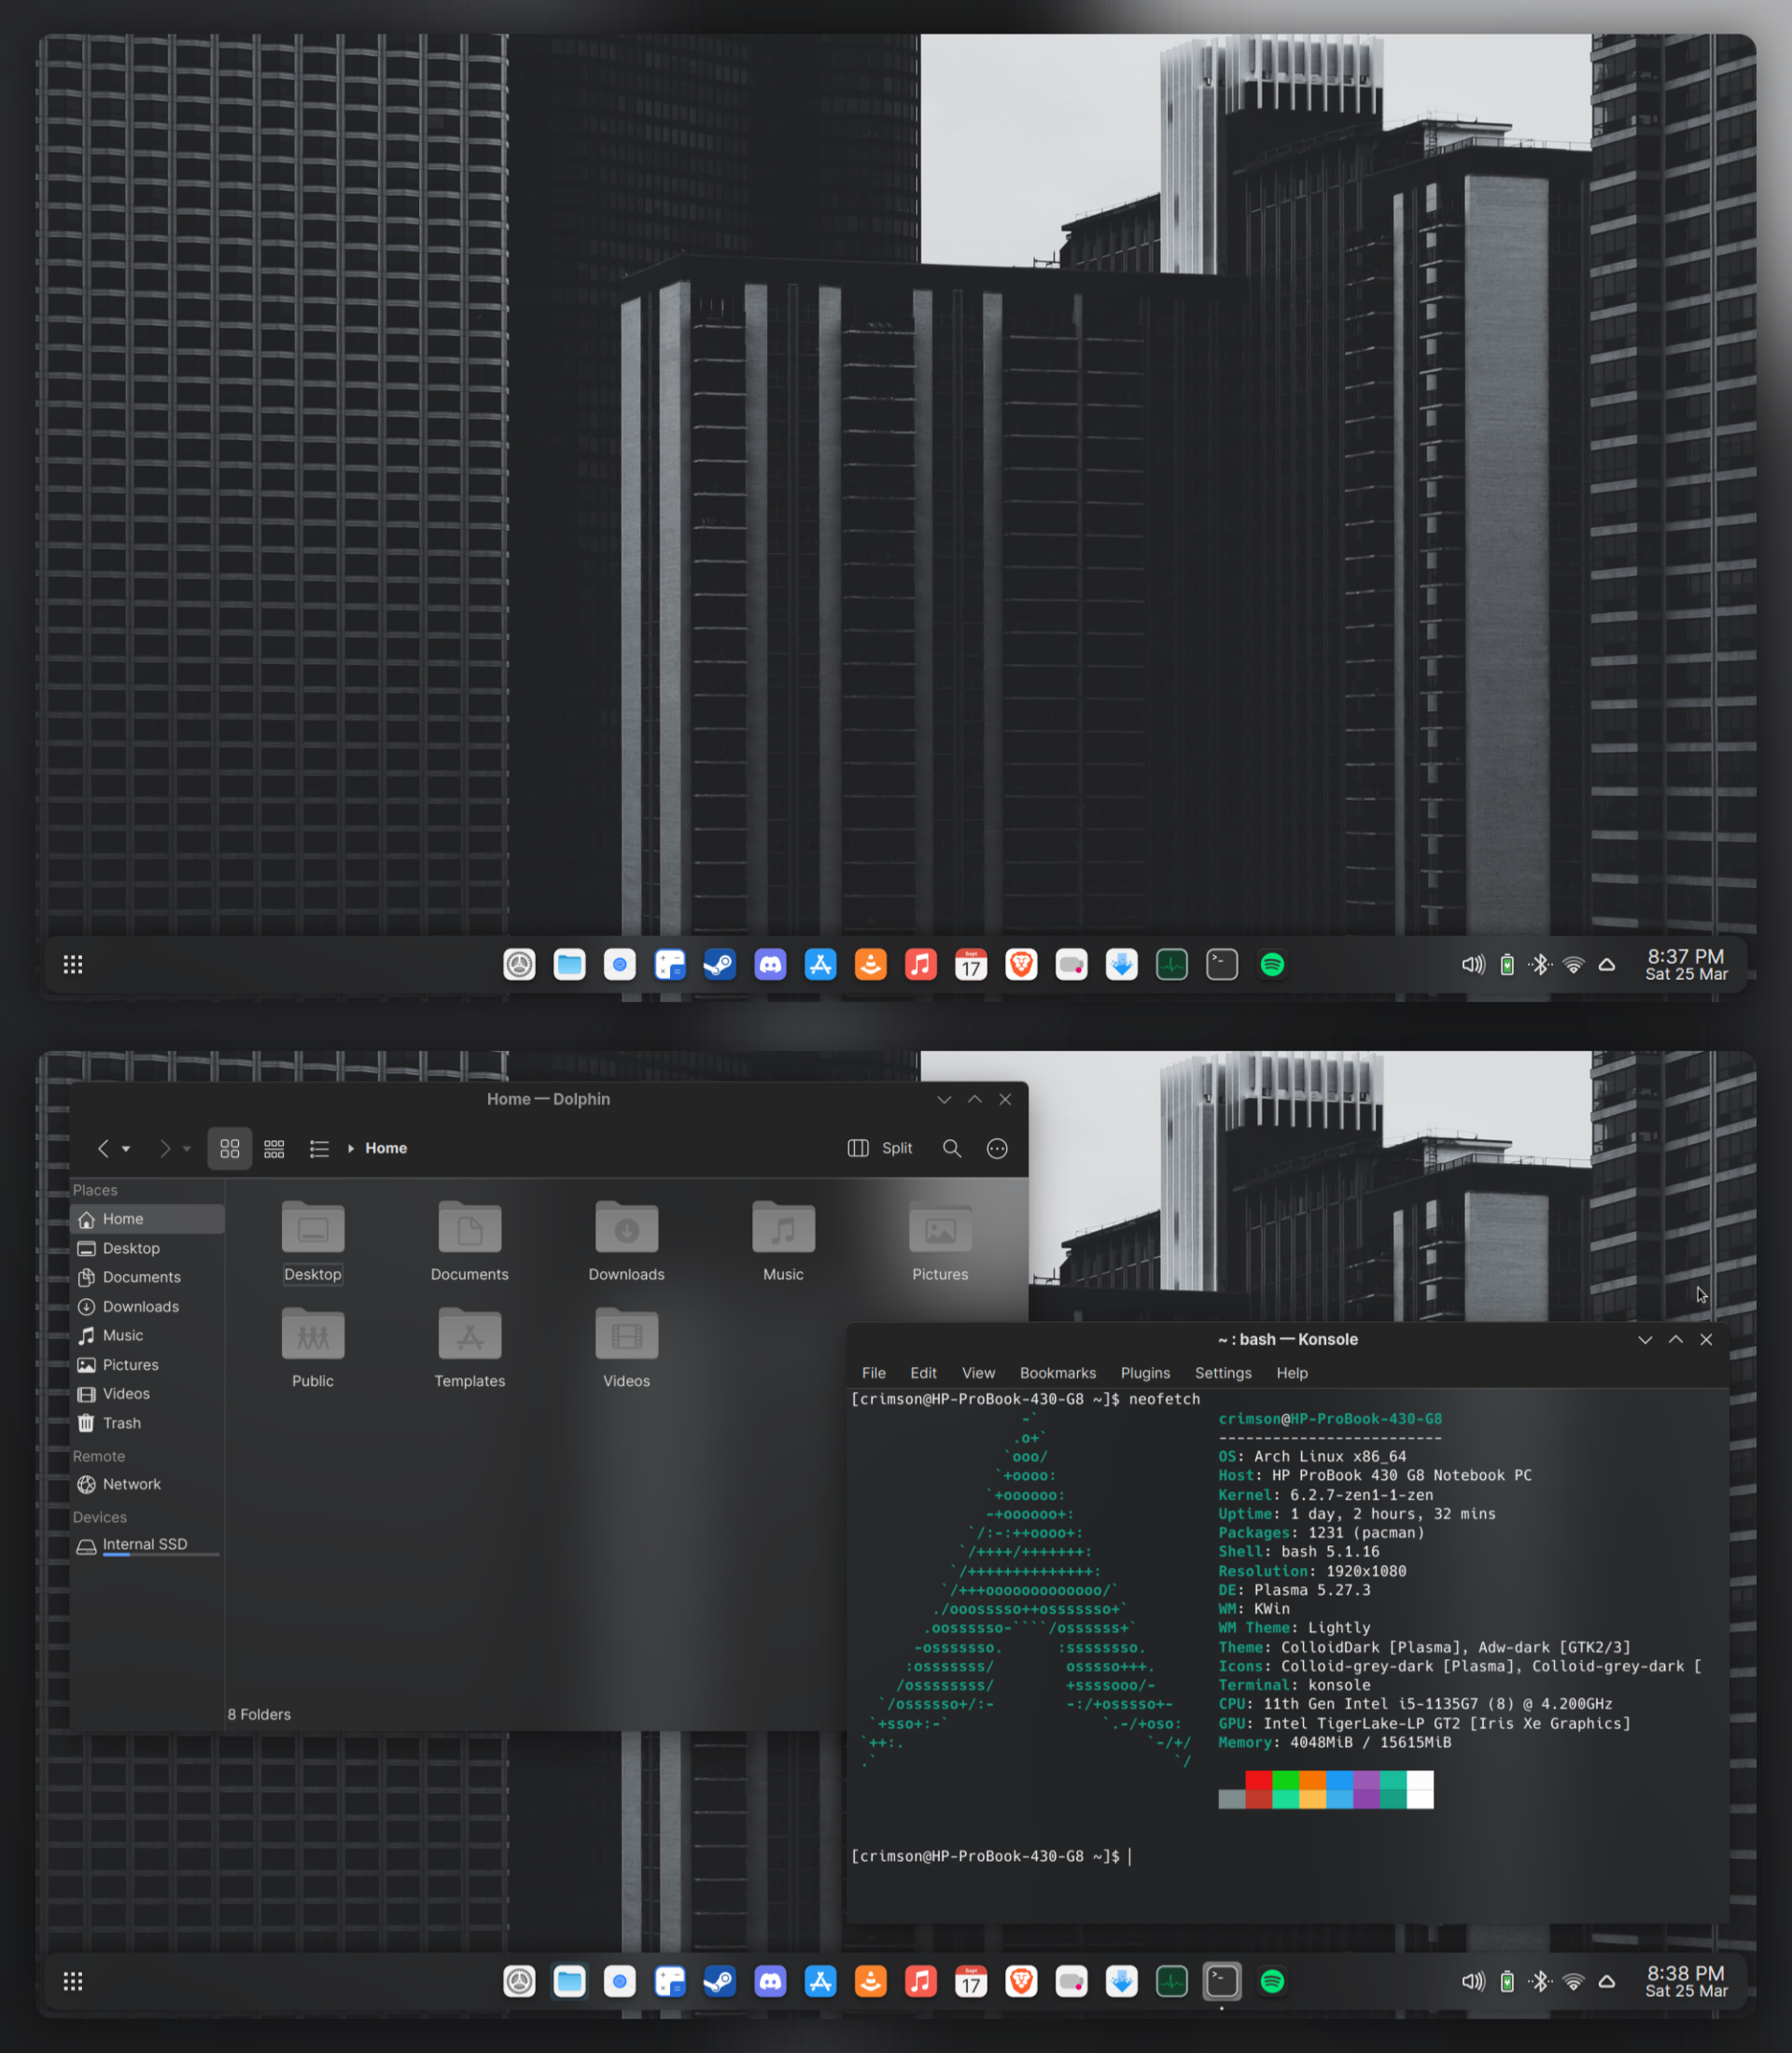 Sept
17
8:37 PM
Sat 25 Mar
Home — Dolphin
Home
Split
Places
Home
Desktop
Documents
Downloads
Music
Pictures
Videos
Trash
Remote
Network
Devices
Internal SSD
Desktop
Documents
Downloads
Music
Pictures
Public
Templates
Videos
8 Folders
~ : bash — Konsole
File Edit View Bookmarks Plugins Settings Help
[crimson@HP-ProBook-430-G8 ~]$ neofetch
crimson@HP-ProBook-430-G8
-------------------------
OS: Arch Linux x86_64
Host: HP ProBook 430 G8 Notebook PC
Kernel: 6.2.7-zen1-1-zen
Uptime: 1 day, 2 hours, 32 mins
Packages: 1231 (pacman)
Shell: bash 5.1.16
Resolution: 1920x1080
DE: Plasma 5.27.3
WM: KWin
WM Theme: Lightly
Theme: ColloidDark [Plasma], Adw-dark [GTK2/3]
Icons: Colloid-grey-dark [Plasma], Colloid-grey-dark [
Terminal: konsole
CPU: 11th Gen Intel i5-1135G7 (8) @ 4.200GHz
GPU: Intel TigerLake-LP GT2 [Iris Xe Graphics]
Memory: 4048MiB / 15615MiB
[crimson@HP-ProBook-430-G8 ~]$
Sept
17
8:38 PM
Sat 25 Mar